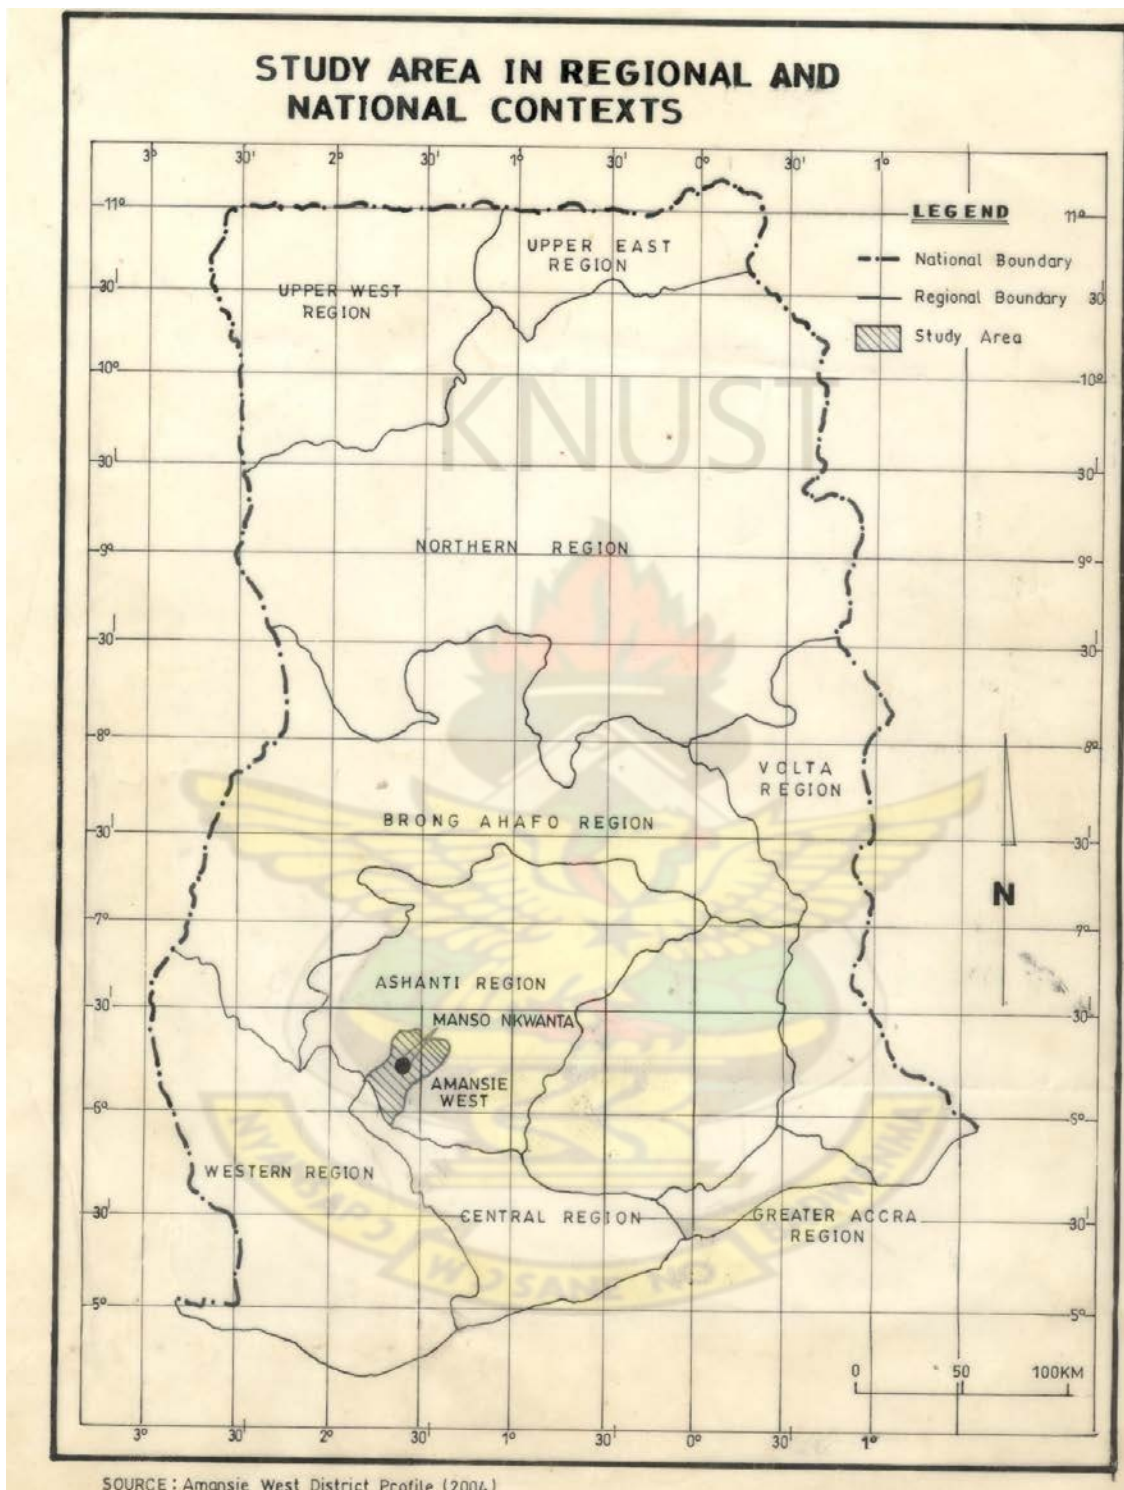 STUDY AREA IN REGIONAL AND
NATIONAL CONTEXTS
3° 30' 2° 30' 1° 30' 0° 30' 1°
11° LEGEND 11°
UPPER EAST
REGION
National Boundary
30' UPPER WEST
REGION
Regional Boundary 30'
Study Area
10° 10°
KNUST
30' 30'
NORTHERN REGION
9° 9°
30' 30'
8° 8°
VOLTA
REGION
BRONG AHAFO REGION
30' 30'
N
7° 7°
ASHANTI REGION
30' 30'
MANSO NKWANTA
AMANSIE
WEST
6° 6°
WESTERN REGION
30' CENTRAL REGION GREATER ACCRA 30'
REGION
W SANE NO
5° 5°
0 50 100KM
3° 30' 2° 30' 1° 30' 0° 30' 1°
SOURCE: Amansie West District Profile (2004)